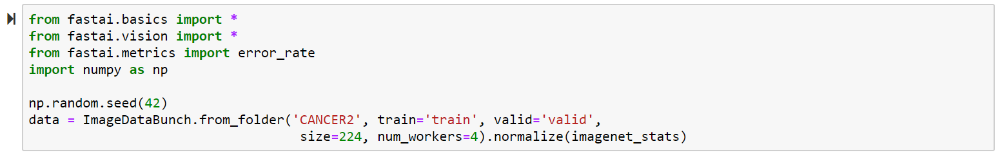 from fastai.basics import *
from fastai.vision import *
from fastai.metrics import error_rate
import numpy as np

np.random.seed(42)
data = ImageDataBunch.from_folder('CANCER2', train='train', valid='valid',
                                   size=224, num_workers=4).normalize(imagenet_stats)